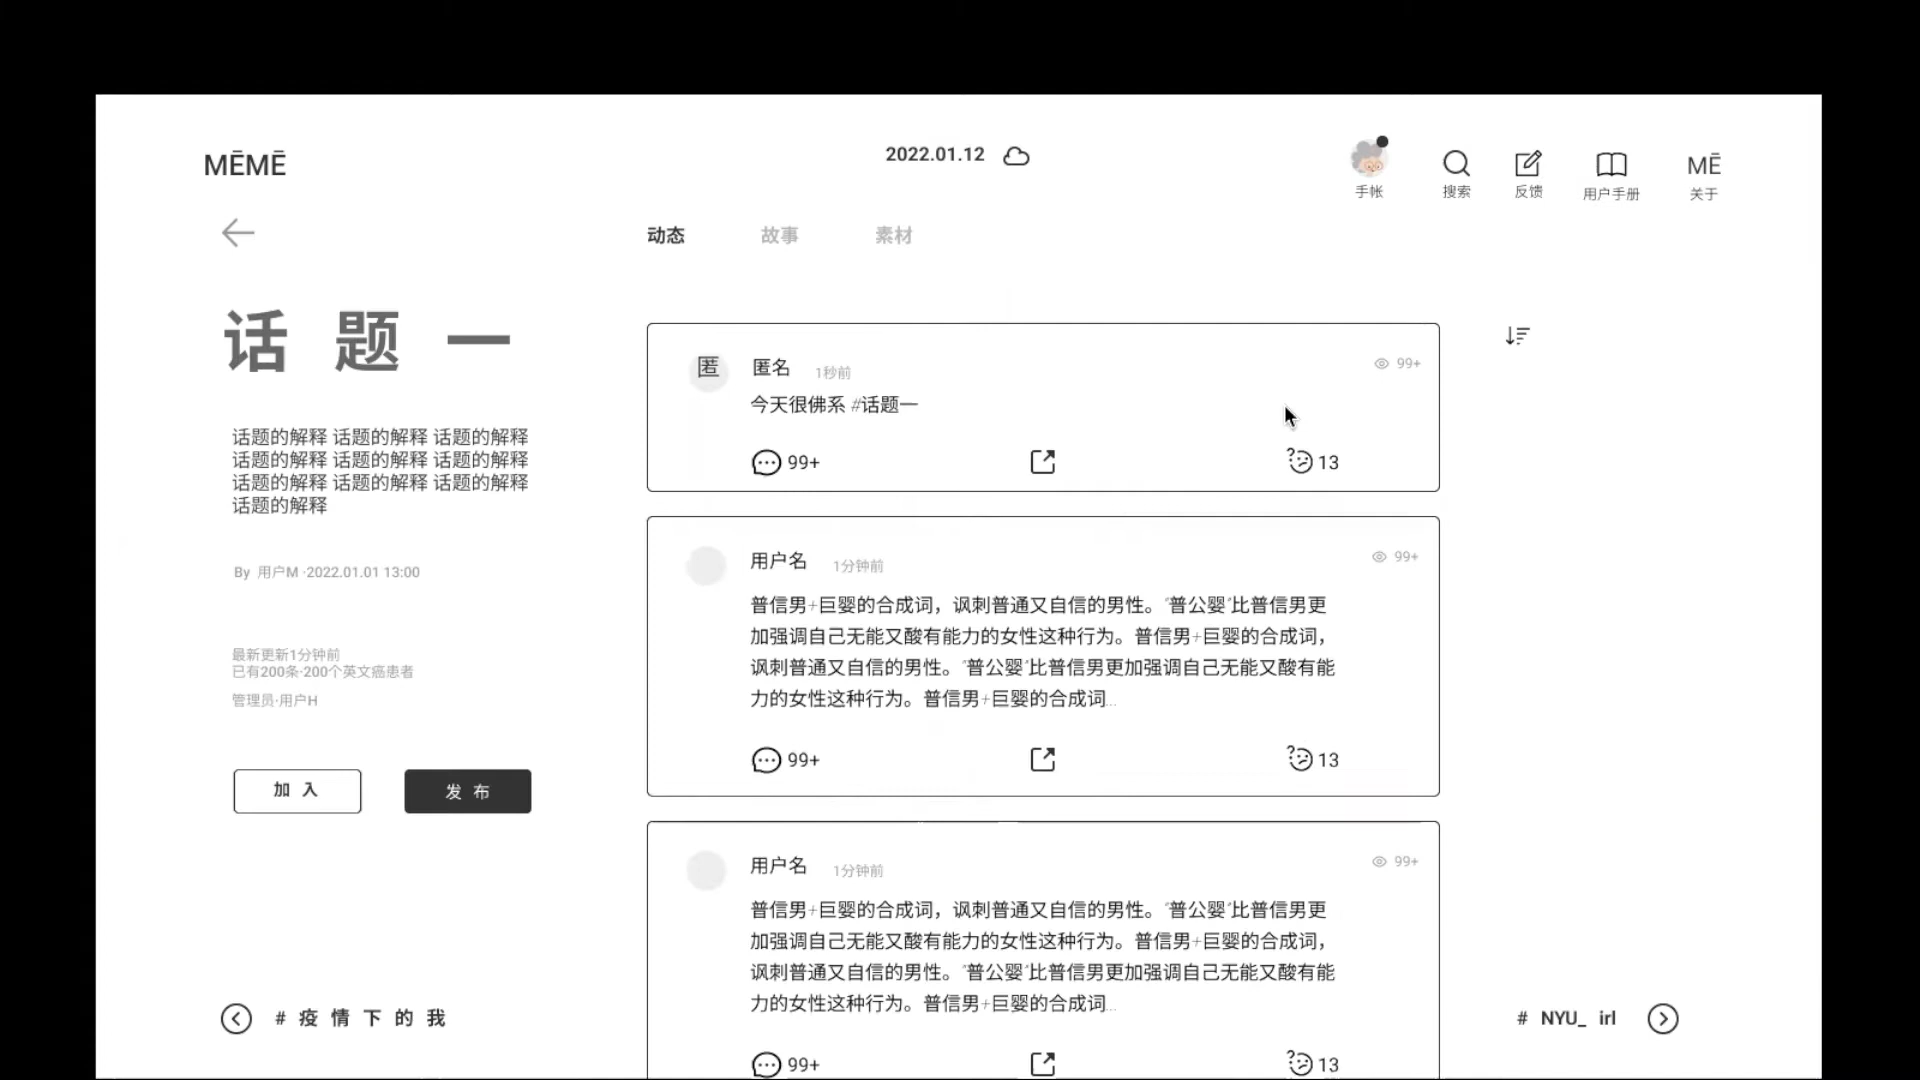 MĒMĒ
2022.01.12
手帐
搜索
反馈
用户手册
MĒ
关于
动态
故事
素材
话题一
话题的解释 话题的解释 话题的解释
话题的解释 话题的解释 话题的解释
话题的解释 话题的解释 话题的解释
话题的解释
By 用户M ·2022.01.01 13:00
最新更新1分钟前
已有200条·200个英文癌患者
管理员·用户H
加 入
发 布
匿
匿名
1秒前
99+
今天很佛系 #话题一
99+
13
用户名
1分钟前
99+
普信男+巨婴的合成词，讽刺普通又自信的男性。“普公婴”比普信男更
加强调自己无能又酸有能力的女性这种行为。普信男+巨婴的合成词，
讽刺普通又自信的男性。“普公婴”比普信男更加强调自己无能又酸有能
力的女性这种行为。普信男+巨婴的合成词...
99+
13
用户名
1分钟前
99+
普信男+巨婴的合成词，讽刺普通又自信的男性。“普公婴”比普信男更
加强调自己无能又酸有能力的女性这种行为。普信男+巨婴的合成词，
讽刺普通又自信的男性。“普公婴”比普信男更加强调自己无能又酸有能
力的女性这种行为。普信男+巨婴的合成词...
99+
13
# 疫情下的我
# NYU_ irl